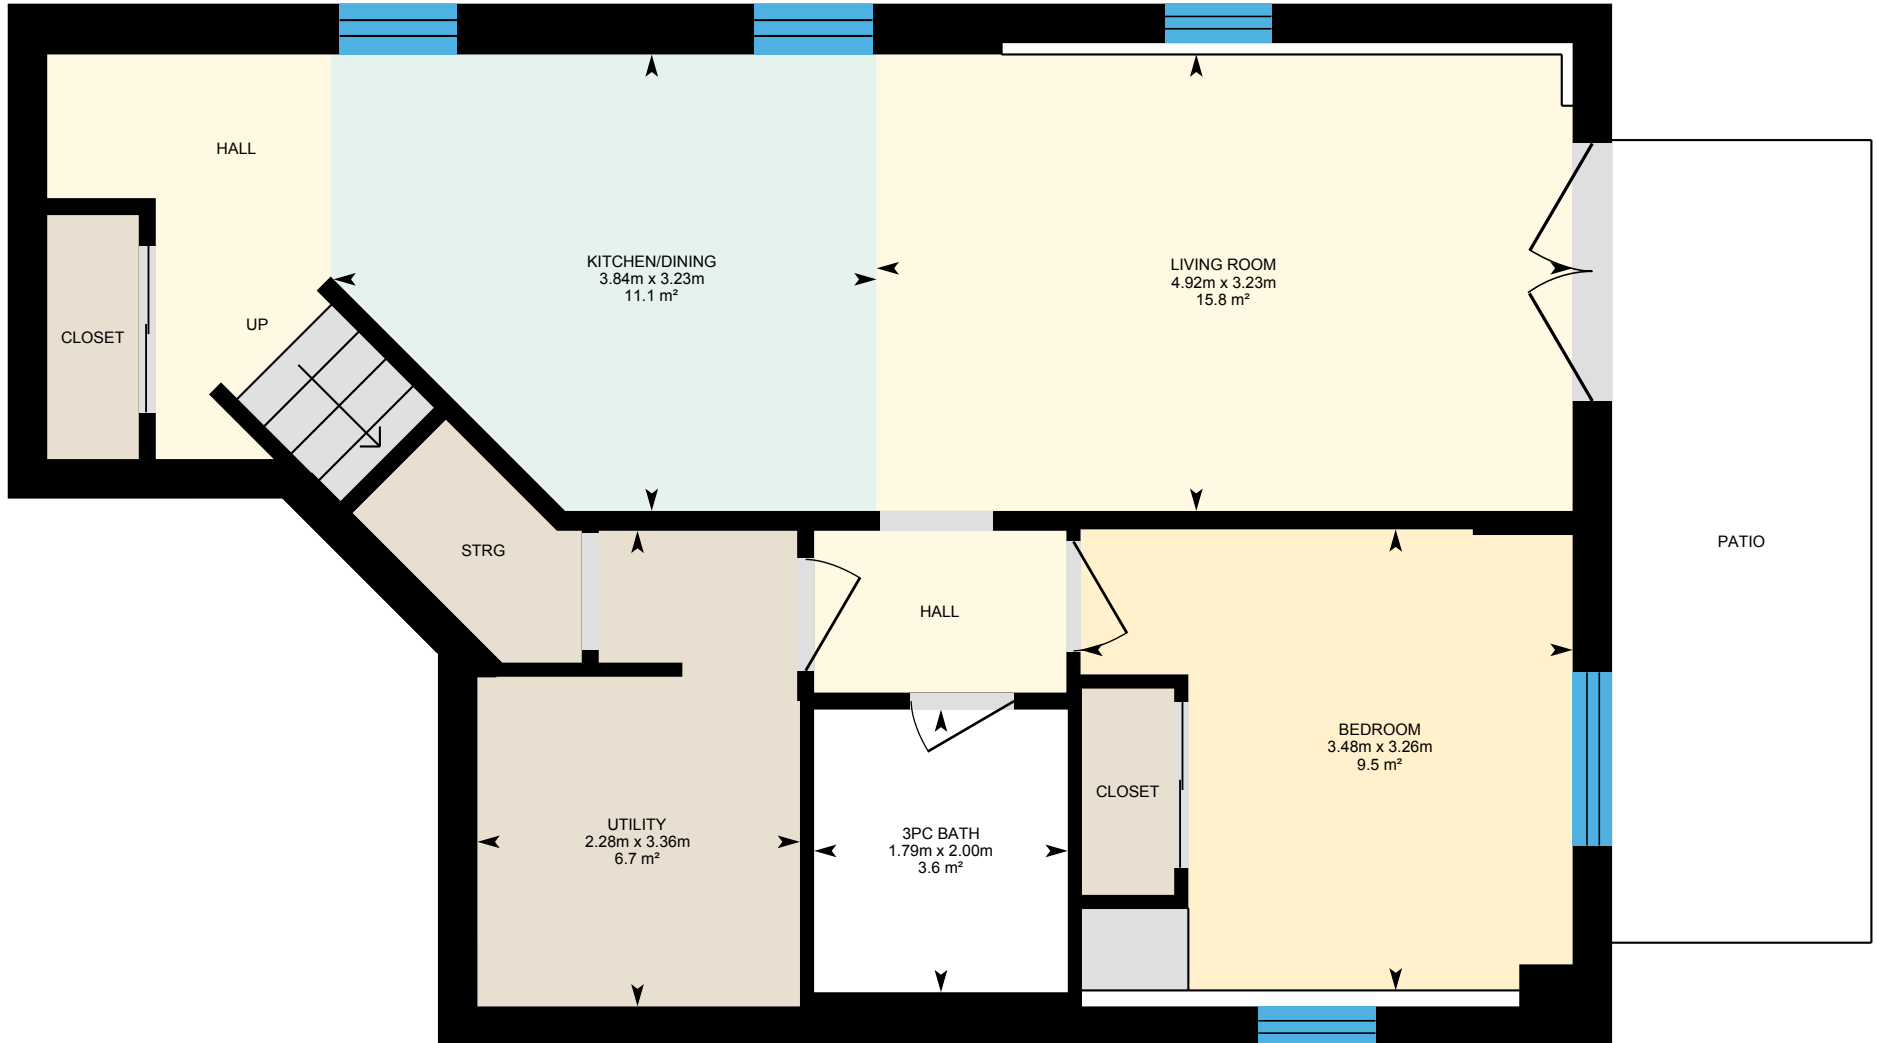 HALL
KITCHEN/DINING
3.84m x 3.23m
11.1 m²
LIVING ROOM
4.92m x 3.23m
15.8 m²
UP
CLOSET
STRG
HALL
PATIO
UTILITY
2.28m x 3.36m
6.7 m²
3PC BATH
1.79m x 2.00m
3.6 m²
CLOSET
BEDROOM
3.48m x 3.26m
9.5 m²